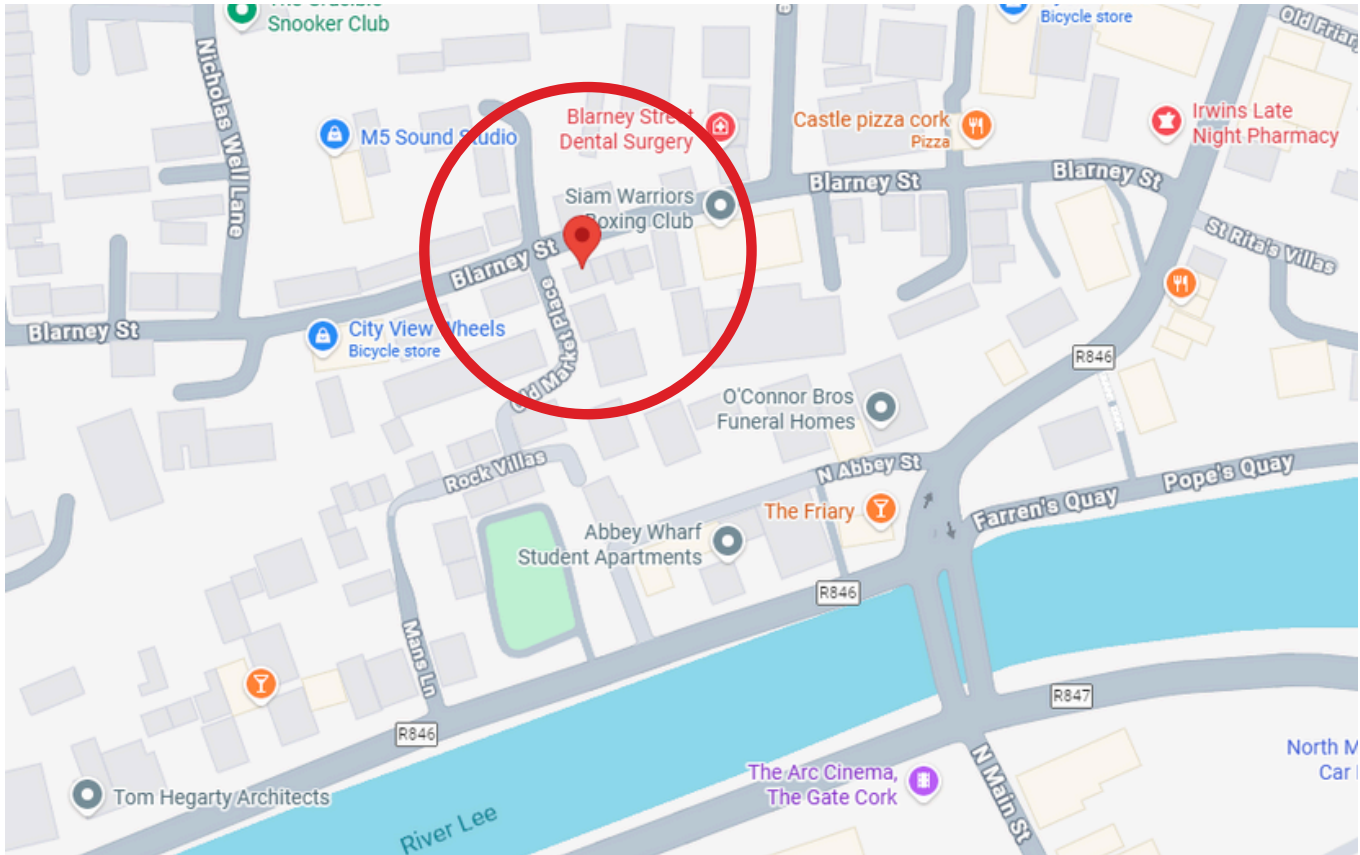 The Crucible
Snooker Club
Bicycle store
Old Friary
Nicholas Well Lane
M5 Sound Studio
Blarney Street
Dental Surgery
Castle pizza cork
Pizza
Irwins Late
Night Pharmacy
Siam Warriors
Boxing Club
Blarney St
Blarney St
St Rita's Villas
Blarney St
Blarney St
City View Wheels
Bicycle store
Old Market Place
R846
O'Connor Bros
Funeral Homes
Rock Villas
N Abbey St
Pope's Quay
Farren's Quay
The Friary
Abbey Wharf
Student Apartments
R846
Mans Ln
R847
R846
North M
Car
The Arc Cinema,
The Gate Cork
N Main St
Tom Hegarty Architects
River Lee